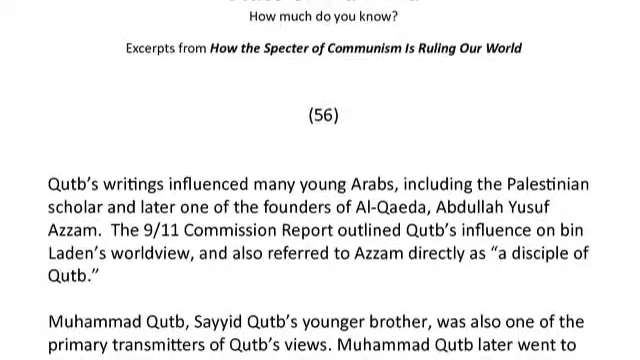 How much do you know?
Excerpts from How the Specter of Communism Is Ruling Our World
(56)
Qutb's writings influenced many young Arabs, including the Palestinian
scholar and later one of the founders of Al-Qaeda, Abdullah Yusuf
Azzam.  The 9/11 Commission Report outlined Qutb's influence on bin
Laden's worldview, and also referred to Azzam directly as “a disciple of
Qutb.”
Muhammad Qutb, Sayyid Qutb's younger brother, was also one of the
primary transmitters of Qutb's views. Muhammad Qutb later went to